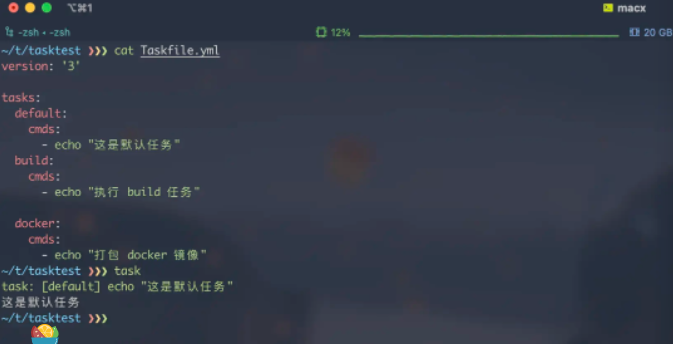 ⌥⌘1
macx
-zsh • -zsh
12%
20 GB
~/t/tasktest ❯❯❯ cat Taskfile.yml
version: '3'
tasks:
  default:
    cmds:
      - echo "这是默认任务"
  build:
    cmds:
      - echo "执行 build 任务"
  docker:
    cmds:
      - echo "打包 docker 镜像"
~/t/tasktest ❯❯❯ task
task: [default] echo "这是默认任务"
这是默认任务
~/t/tasktest ❯❯❯